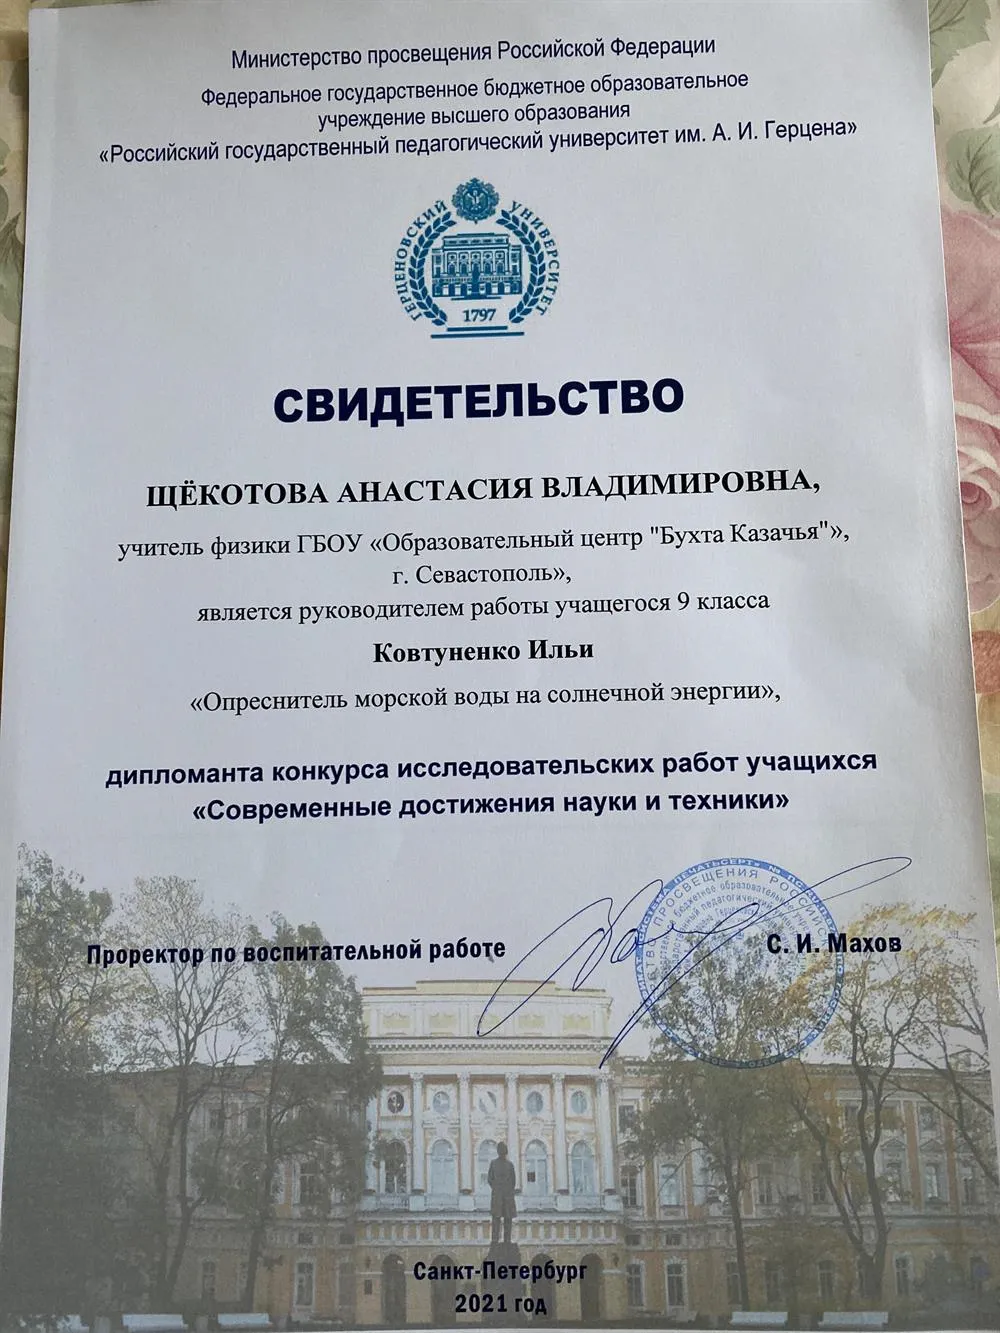 Министерство просвещения Российской Федерации
Федеральное государственное бюджетное образовательное
учреждение высшего образования
«Российский государственный педагогический университет им. А. И. Герцена»
ГЕРЦЕНОВСКИЙ УНИВЕРСИТЕТ
1797
СВИДЕТЕЛЬСТВО
ЩЁКОТОВА АНАСТАСИЯ ВЛАДИМИРОВНА,
учитель физики ГБОУ «Образовательный центр "Бухта Казачья"»,
г. Севастополь»,
является руководителем работы учащегося 9 класса
Ковтуненко Ильи
«Опреснитель морской воды на солнечной энергии»,
дипломанта конкурса исследовательских работ учащихся
«Современные достижения науки и техники»
Проректор по воспитательной работе
С. И. Махов
Санкт-Петербург
2021 год